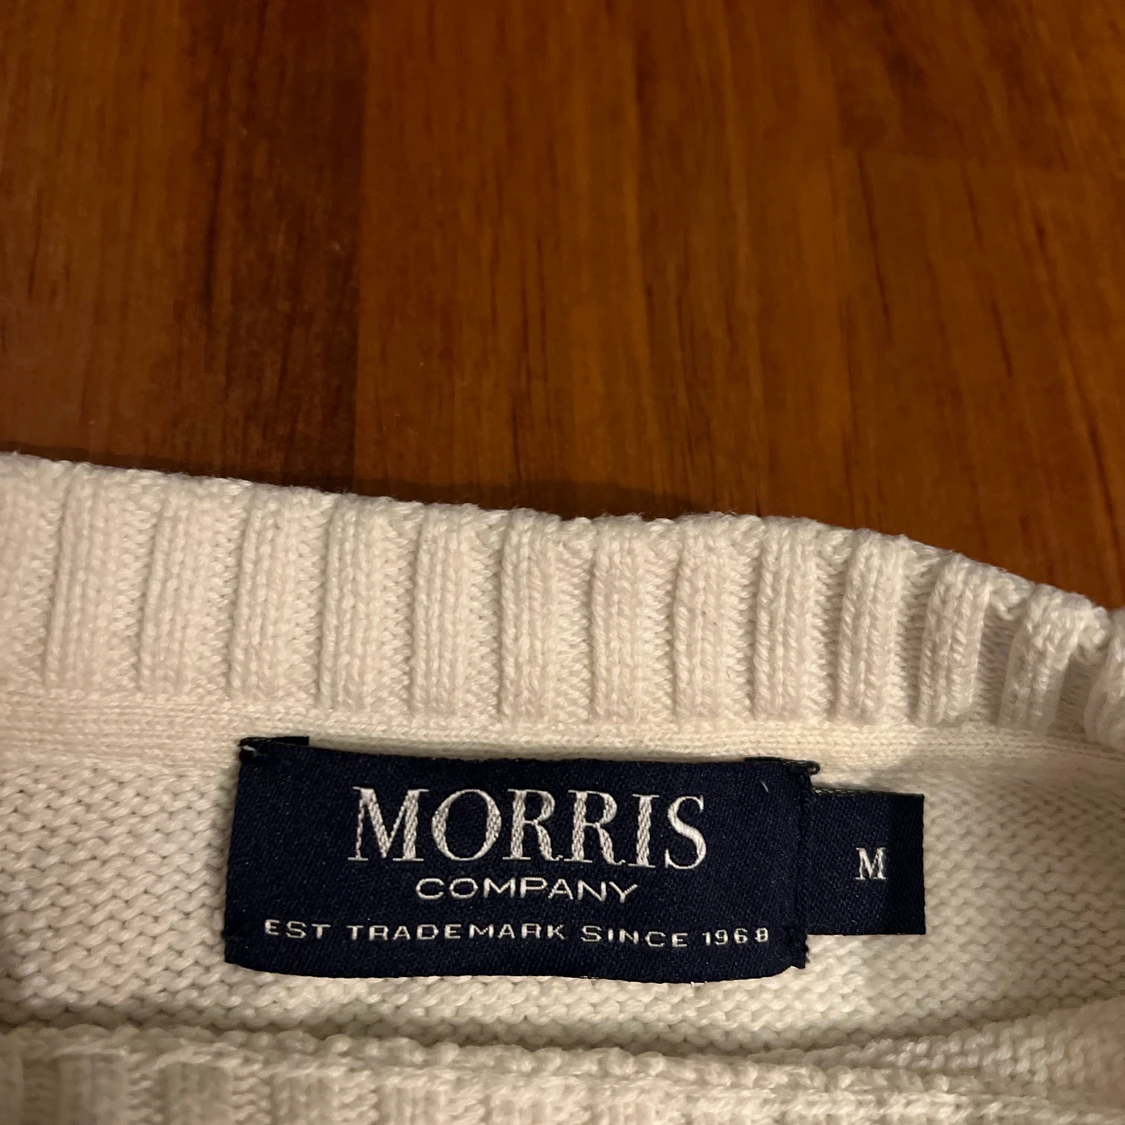 MORRIS
COMPANY
EST TRADEMARK SINCE 1968
M